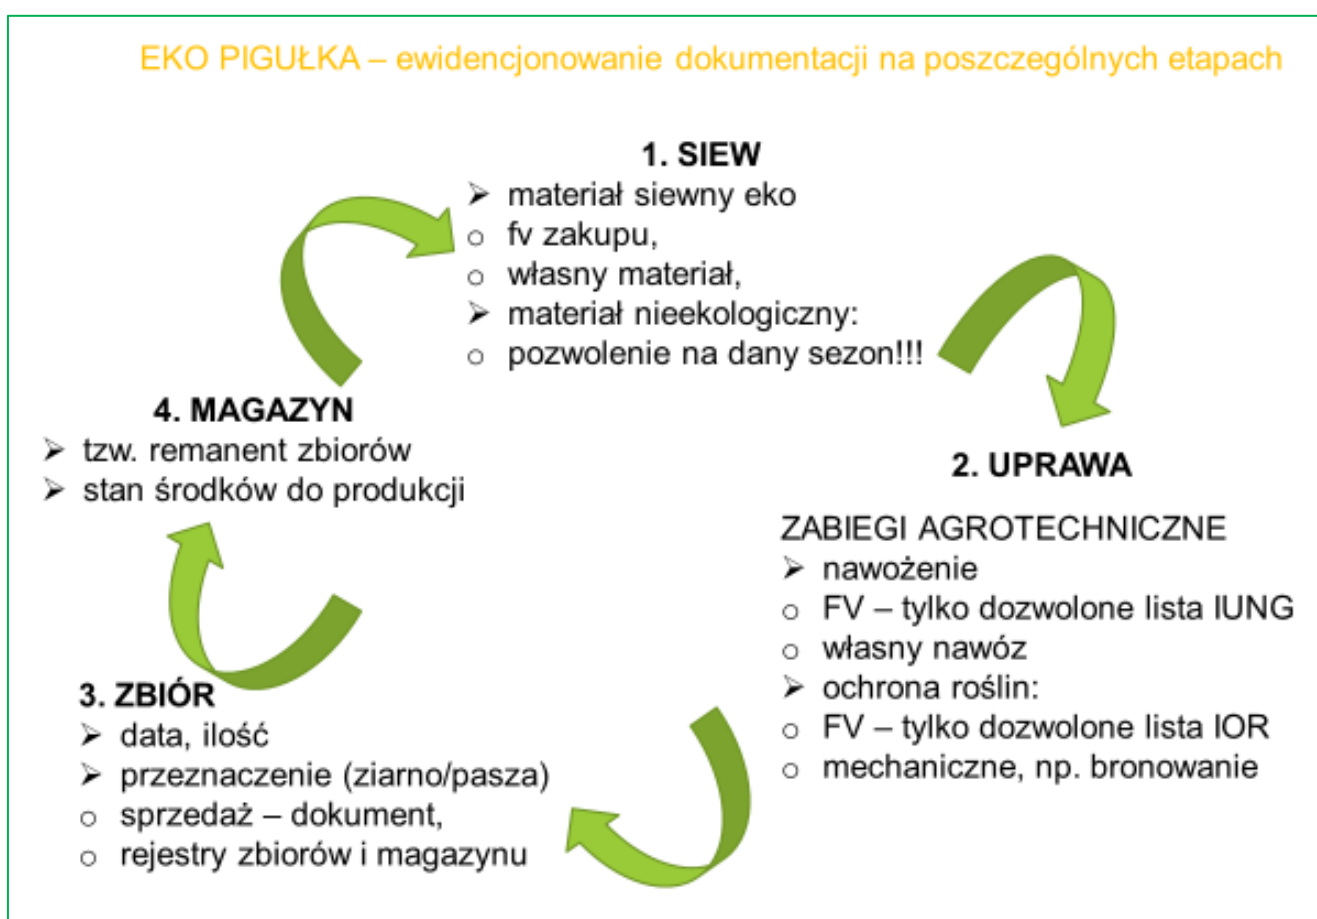 EKO PIGUŁKA – ewidencjonowanie dokumentacji na poszczególnych etapach
1. SIEW
➢ materiał siewny eko
o fv zakupu,
o własny materiał,
➢ materiał nieekologiczny:
o pozwolenie na dany sezon!!!
2. UPRAWA
ZABIEGI AGROTECHNICZNE
➢ nawożenie
o FV – tylko dozwolone lista IUNG
o własny nawóz
➢ ochrona roślin:
o FV – tylko dozwolone lista IOR
o mechaniczne, np. bronowanie
3. ZBIÓR
➢ data, ilość
➢ przeznaczenie (ziarno/pasza)
o sprzedaż – dokument,
o rejestry zbiorów i magazynu
4. MAGAZYN
➢ tzw. remanent zbiorów
➢ stan środków do produkcji